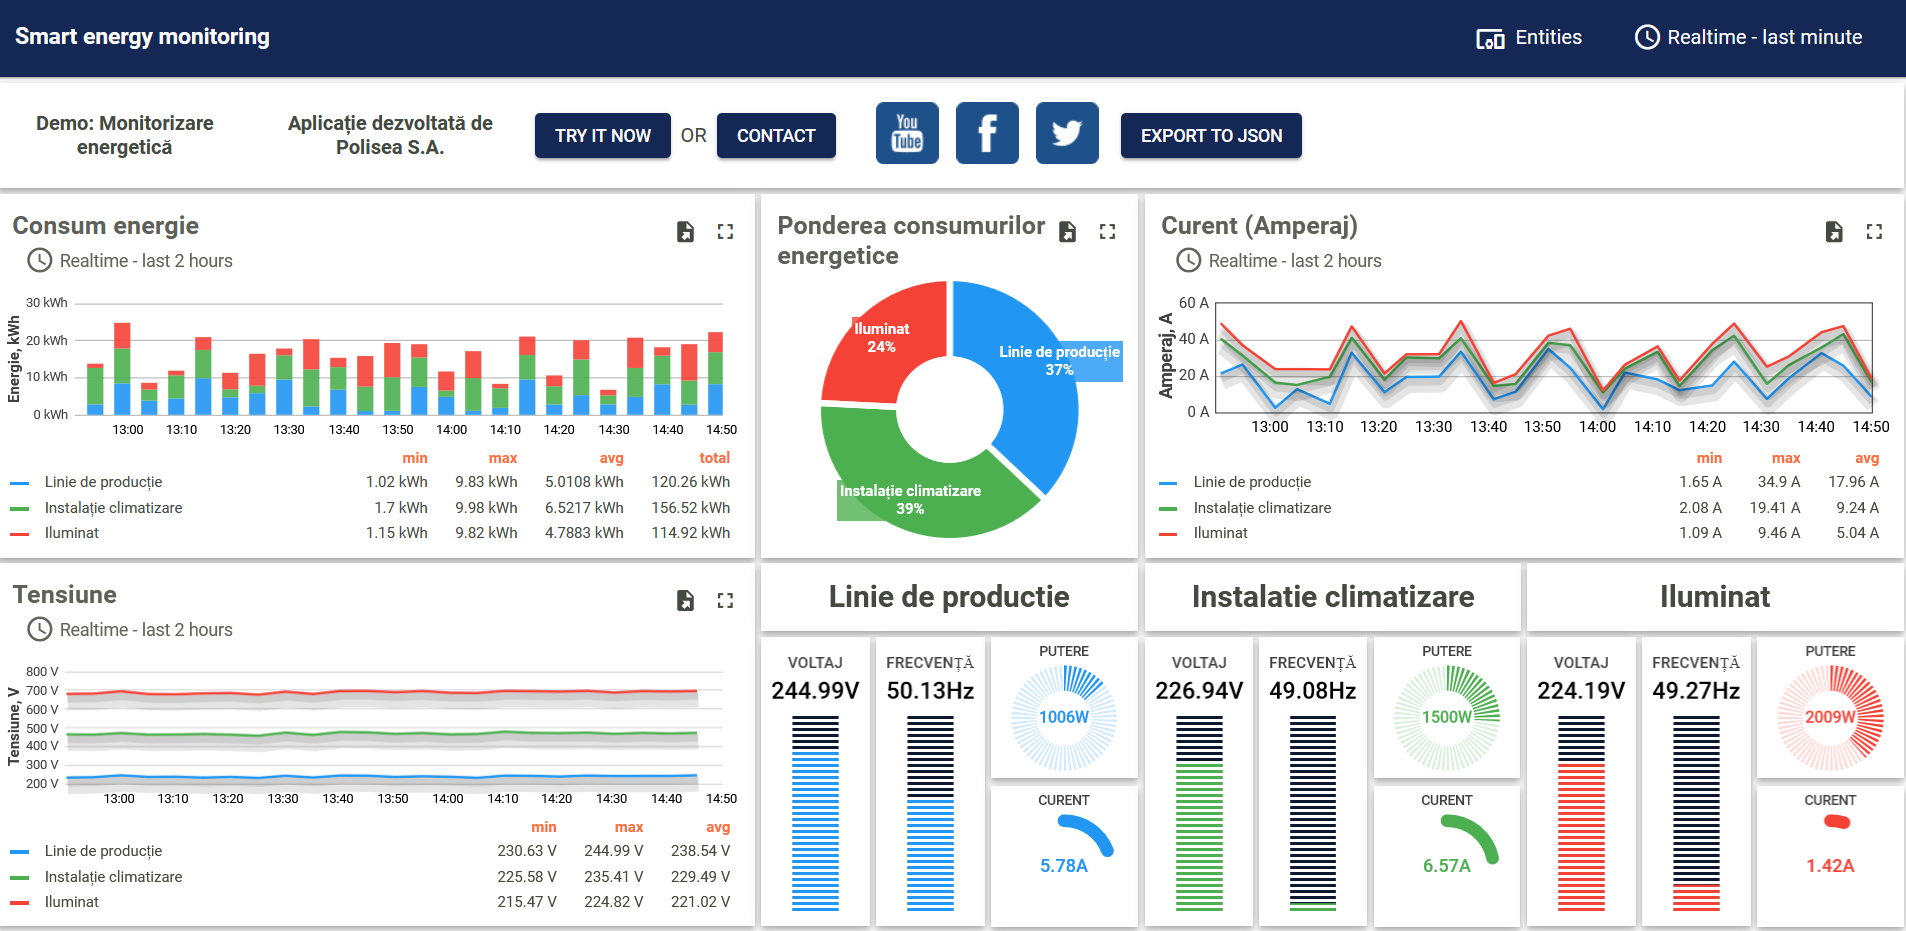 Smart energy monitoring
Entities
Realtime - last minute
Demo: Monitorizare
energetică
Aplicație dezvoltată de
Polisea S.A.
TRY IT NOW
OR
CONTACT
You
Tube
EXPORT TO JSON
Consum energie
Realtime - last 2 hours
Energie, kWh
30 kWh
20 kWh
10 kWh
0 kWh
13:00 13:10 13:20 13:30 13:40 13:50 14:00 14:10 14:20 14:30 14:40 14:50
min max avg total
Linie de producție 1.02 kWh 9.83 kWh 5.0108 kWh 120.26 kWh
Instalație climatizare 1.7 kWh 9.98 kWh 6.5217 kWh 156.52 kWh
Iluminat 1.15 kWh 9.82 kWh 4.7883 kWh 114.92 kWh
Ponderea consumurilor
energetice
Iluminat
24%
Linie de producție
37%
Instalație climatizare
39%
Curent (Amperaj)
Realtime - last 2 hours
Amperaj, A
60 A
40 A
20 A
0 A
13:00 13:10 13:20 13:30 13:40 13:50 14:00 14:10 14:20 14:30 14:40 14:50
min max avg
Linie de producție 1.65 A 34.9 A 17.96 A
Instalație climatizare 2.08 A 19.41 A 9.24 A
Iluminat 1.09 A 9.46 A 5.04 A
Tensiune
Realtime - last 2 hours
Tensiune, V
800 V
700 V
600 V
500 V
400 V
300 V
200 V
13:00 13:10 13:20 13:30 13:40 13:50 14:00 14:10 14:20 14:30 14:40 14:50
min max avg
Linie de producție 230.63 V 244.99 V 238.54 V
Instalație climatizare 225.58 V 235.41 V 229.49 V
Iluminat 215.47 V 224.82 V 221.02 V
Linie de productie
VOLTAJ
244.99V
FRECVENȚĂ
50.13Hz
PUTERE
1006W
CURENT
5.78A
Instalatie climatizare
VOLTAJ
226.94V
FRECVENȚĂ
49.08Hz
PUTERE
1500W
CURENT
6.57A
Iluminat
VOLTAJ
224.19V
FRECVENȚĂ
49.27Hz
PUTERE
2009W
CURENT
1.42A